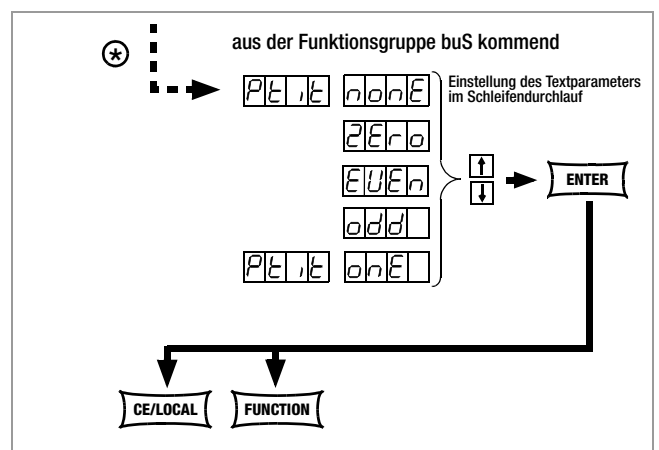 aus der Funktionsgruppe buS kommend
Ptit nonE
Einstellung des Textparameters
im Schleifendurchlauf
ZEro
EUEn
odd
Ptit onE
ENTER
CE/LOCAL
FUNCTION